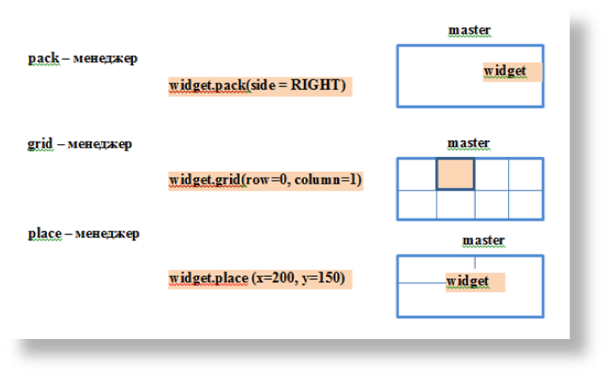 master
pack – менеджер
widget
widget.pack(side = RIGHT)
grid – менеджер
master
widget.grid(row=0, column=1)
place – менеджер
master
widget.place (x=200, y=150)
widget